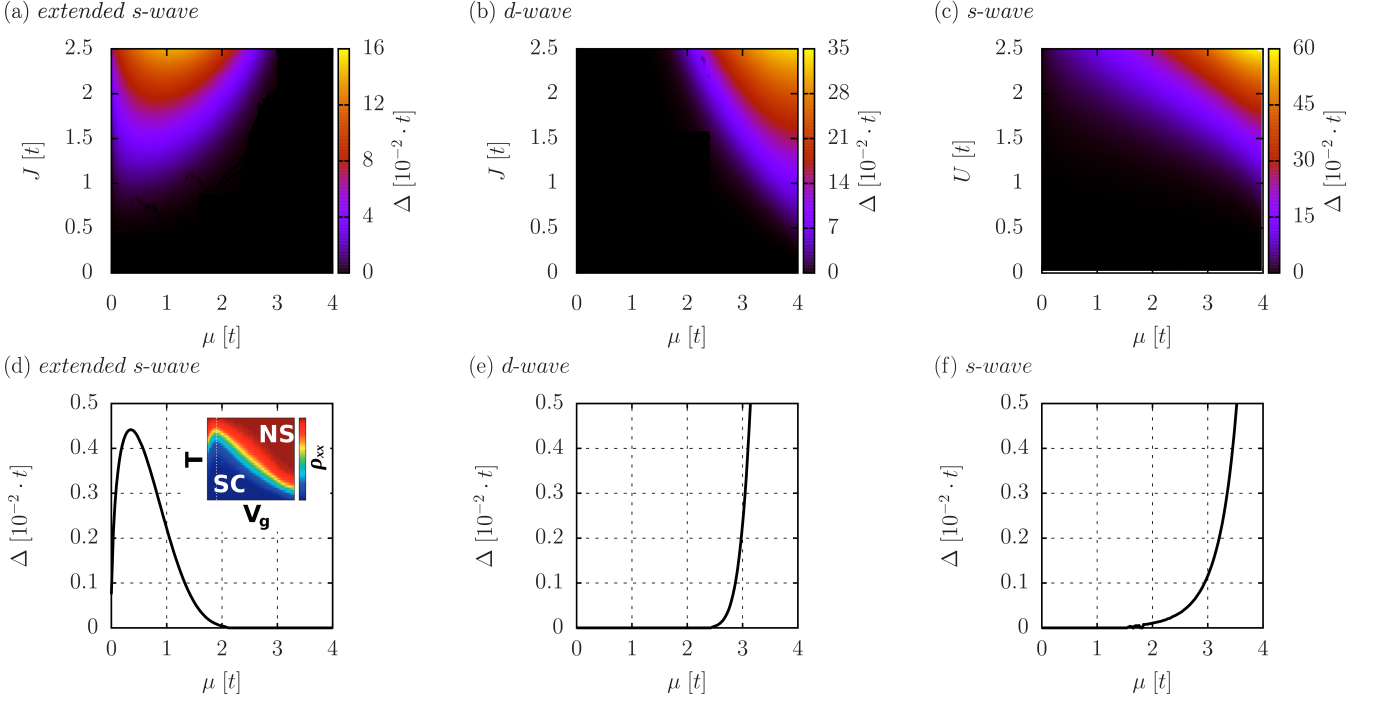 (a) extended s-wave
(b) d-wave
(c) s-wave
J [t]
2.5
2
1.5
1
0.5
0
0 1 2 3 4
μ [t]
16
12
8
4
0
Δ [10⁻² · t]
J [t]
2.5
2
1.5
1
0.5
0
0 1 2 3 4
μ [t]
35
28
21
14
7
0
Δ [10⁻² · t]
U [t]
2.5
2
1.5
1
0.5
0
0 1 2 3 4
μ [t]
60
45
30
15
0
Δ [10⁻² · t]
(d) extended s-wave
(e) d-wave
(f) s-wave
Δ [10⁻² · t]
0.5
0.4
0.3
0.2
0.1
0
0 1 2 3 4
μ [t]
T
NS
SC
Vg
ρxx
Δ [10⁻² · t]
0.5
0.4
0.3
0.2
0.1
0
0 1 2 3 4
μ [t]
Δ [10⁻² · t]
0.5
0.4
0.3
0.2
0.1
0
0 1 2 3 4
μ [t]